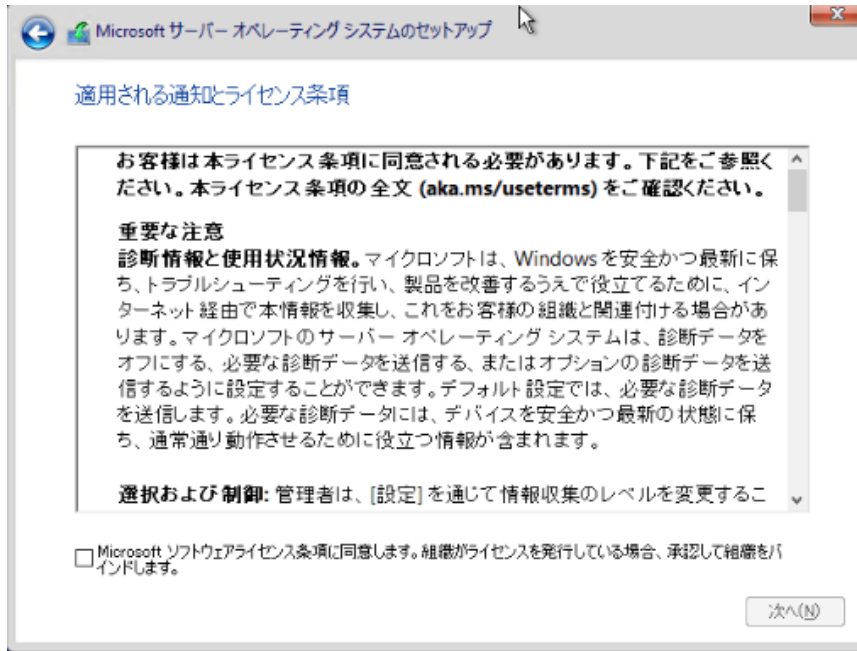 Microsoft サーバー オペレーティング システムのセットアップ
適用される通知とライセンス条項
お客様は本ライセンス条項に同意される必要があります。下記をご参照く
ださい。本ライセンス条項の全文 (aka.ms/useterms) をご確認ください。
重要な注意
診断情報と使用状況情報。マイクロソフトは、Windows を安全かつ最新に保
ち、トラブルシューティングを行い、製品を改善するうえで役立てるために、イン
ターネット経由で本情報を収集し、これをお客様の組織と関連付ける場合があ
ります。マイクロソフトのサーバー オペレーティング システムは、診断データを
オフにする、必要な診断データを送信する、またはオプションの診断データを送
信するように設定することができます。デフォルト設定では、必要な診断データ
を送信します。必要な診断データには、デバイスを安全かつ最新の状態に保
ち、通常通り動作させるために役立つ情報が含まれます。
選択および制御: 管理者は、[設定] を通じて情報収集のレベルを変更するこ
Microsoft ソフトウェアライセンス条項に同意します。組織がライセンスを発行している場合、承認して組織をバ
インドします。
次へ(N)